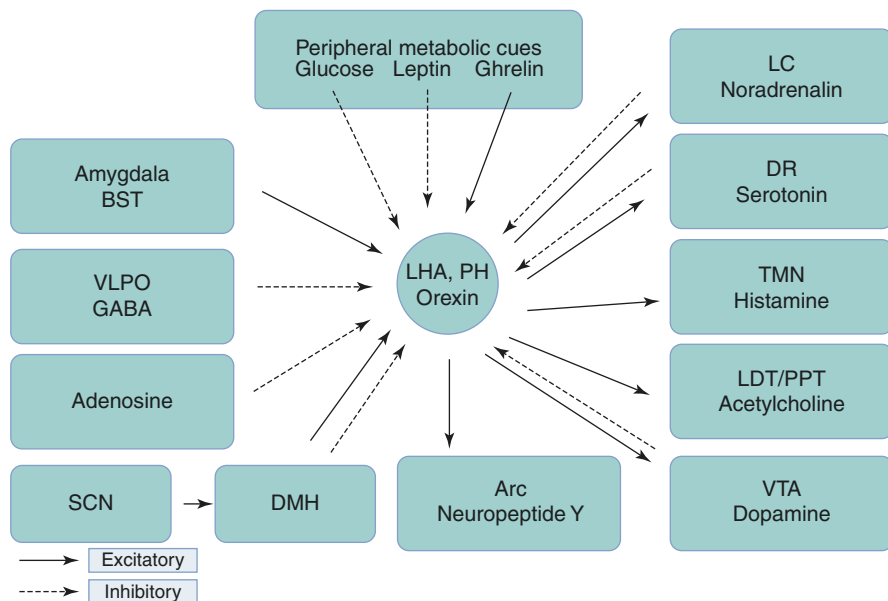 Peripheral metabolic cues
Glucose Leptin Ghrelin
LC
Noradrenalin
Amygdala
BST
DR
Serotonin
VLPO
GABA
LHA, PH
Orexin
TMN
Histamine
Adenosine
LDT/PPT
Acetylcholine
SCN
DMH
Arc
Neuropeptide Y
VTA
Dopamine
Excitatory
Inhibitory